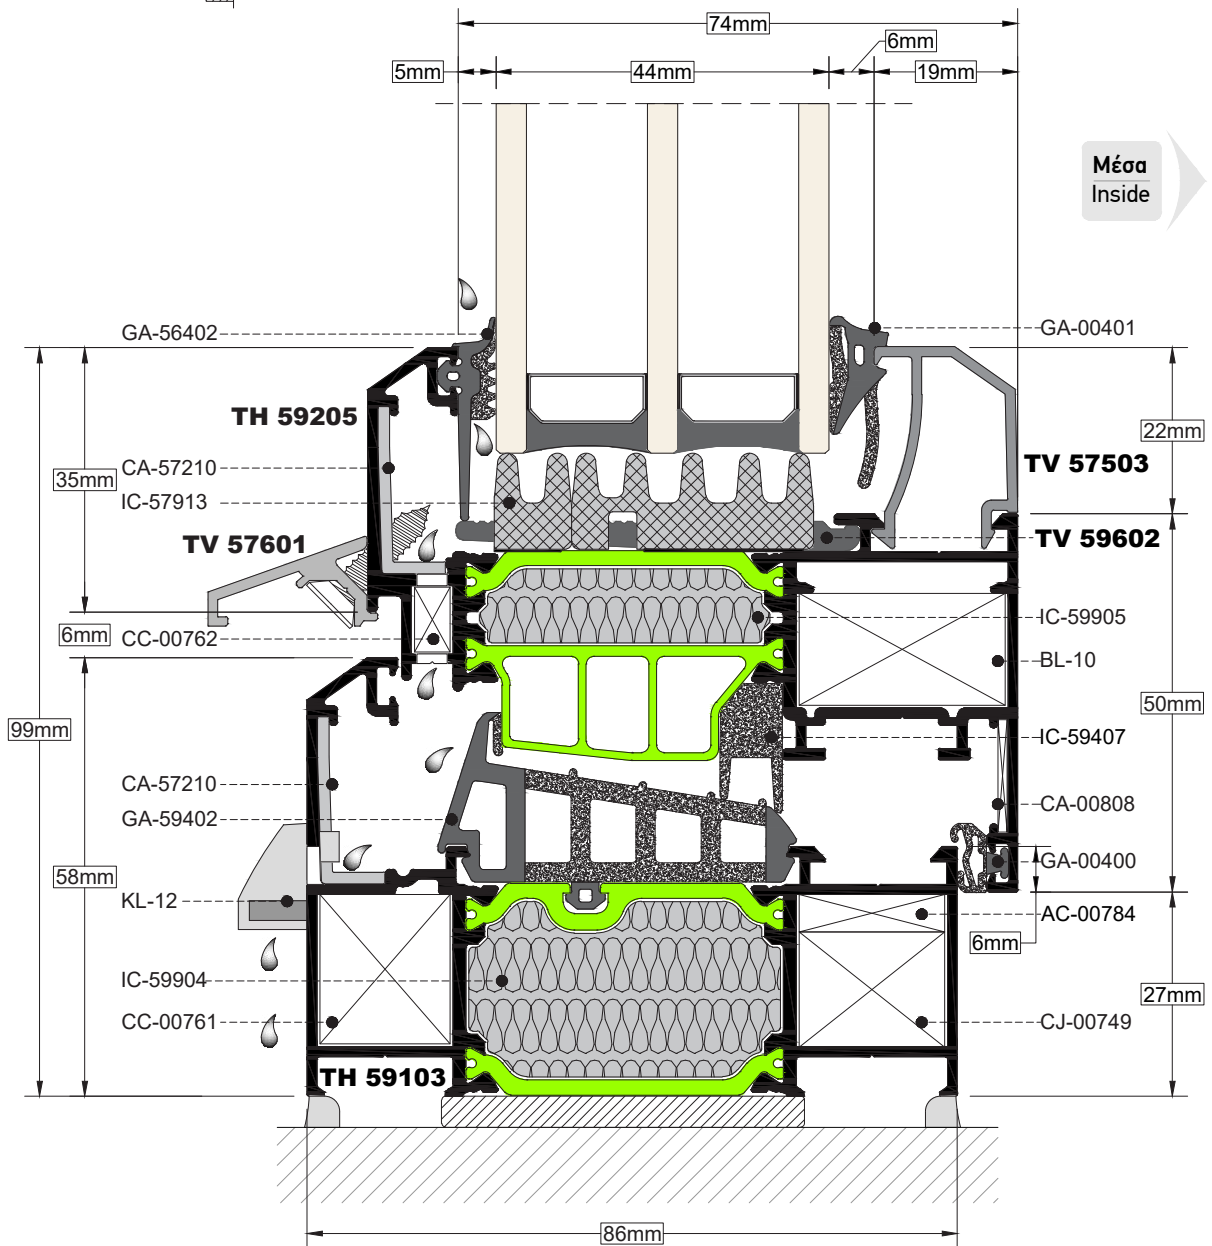 74mm
6mm
5mm
44mm
19mm
Μέσα
Inside
GA-56402
GA-00401
TH 59205
22mm
CA-57210
TV 57503
35mm
IC-57913
TV 57601
TV 59602
IC-59905
6mm
CC-00762
BL-10
50mm
99mm
IC-59407
CA-57210
CA-00808
GA-59402
GA-00400
58mm
KL-12
AC-00784
6mm
IC-59904
27mm
CC-00761
CJ-00749
TH 59103
86mm